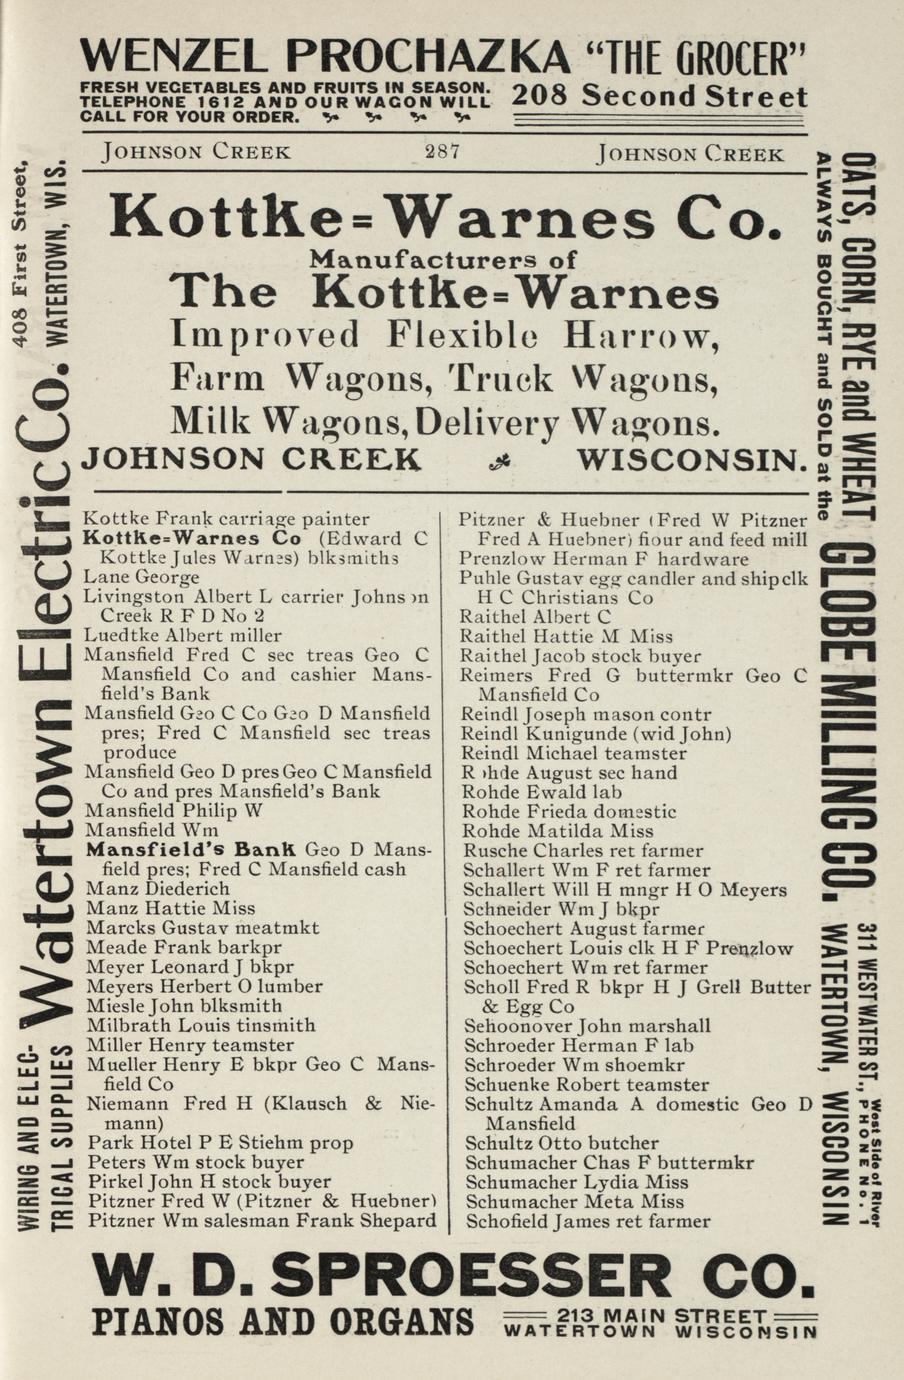 WENZEL PROCHAZKA "THE GROCER"
FRESH VEGETABLES AND FRUITS IN SEASON.
TELEPHONE 1612 AND OUR WAGON WILL
CALL FOR YOUR ORDER.
208 Second Street
JOHNSON CREEK 287 JOHNSON CREEK
Kottke=Warnes Co.
Manufacturers of
The Kottke=Warnes
Improved Flexible Harrow,
Farm Wagons, Truck Wagons,
Milk Wagons, Delivery Wagons.
JOHNSON CREEK WISCONSIN.
Kottke Frank carriage painter
Kottke=Warnes Co (Edward C
Kottke Jules Warnes) blksmiths
Lane George
Livingston Albert L carrier Johnson
Creek R F D No 2
Luedtke Albert miller
Mansfield Fred C sec treas Geo C
Mansfield Co and cashier Mans-
field's Bank
Mansfield Geo C Co Geo D Mansfield
pres; Fred C Mansfield sec treas
produce
Mansfield Geo D pres Geo C Mansfield
Co and pres Mansfield's Bank
Mansfield Philip W
Mansfield Wm
Mansfield's Bank Geo D Mans-
field pres; Fred C Mansfield cash
Manz Diederich
Manz Hattie Miss
Marcks Gustav meatmkt
Meade Frank barkpr
Meyer Leonard J bkpr
Meyers Herbert O lumber
Miesle John blksmith
Milbrath Louis tinsmith
Miller Henry teamster
Mueller Henry E bkpr Geo C Mans-
field Co
Niemann Fred H (Klausch & Nie-
mann)
Park Hotel P E Stiehm prop
Peters Wm stock buyer
Pirkel John H stock buyer
Pitzner Fred W (Pitzner & Huebner)
Pitzner Wm salesman Frank Shepard
Pitzner & Huebner (Fred W Pitzner
Fred A Huebner) flour and feed mill
Prenzlow Herman F hardware
Puhle Gustav egg candler and ship clk
H C Christians Co
Raithel Albert C
Raithel Hattie M Miss
Raithel Jacob stock buyer
Reimers Fred G buttermkr Geo C
Mansfield Co
Reindl Joseph mason contr
Reindl Kunigunde (wid John)
Reindl Michael teamster
Rohde August sec hand
Rohde Ewald lab
Rohde Frieda domestic
Rohde Matilda Miss
Rusche Charles ret farmer
Schallert Wm F ret farmer
Schallert Will H mngr H O Meyers
Schneider Wm J bkpr
Schoechert August farmer
Schoechert Louis clk H F Prenzlow
Schoechert Wm ret farmer
Scholl Fred R bkpr H J Grell Butter
& Egg Co
Sehoonover John marshall
Schroeder Herman F lab
Schroeder Wm shoemkr
Schuenke Robert teamster
Schultz Amanda A domestic Geo D
Mansfield
Schultz Otto butcher
Schumacher Chas F buttermkr
Schumacher Lydia Miss
Schumacher Meta Miss
Schofield James ret farmer
WIRING AND ELEC-
TRICAL SUPPLIES
Watertown Electric Co.
408 First Street,
WATERTOWN, WIS.
OATS, CORN, RYE and WHEAT
ALWAYS BOUGHT and SOLD at the
GLOBE MILLING CO.
311 WEST WATER ST.,
West Side of River
PHONE No. 1
WATERTOWN, WISCONSIN
W. D. SPROESSER CO.
PIANOS AND ORGANS
213 MAIN STREET
WATERTOWN WISCONSIN